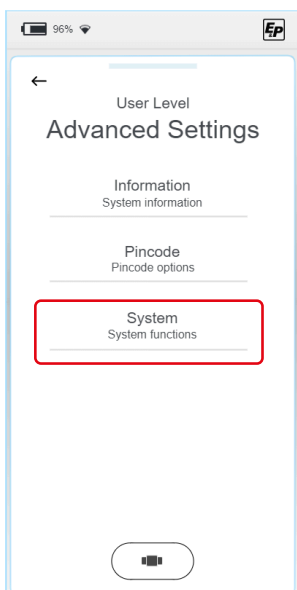 96%
EP
User Level
Advanced Settings
Information
System information
Pincode
Pincode options
System
System functions